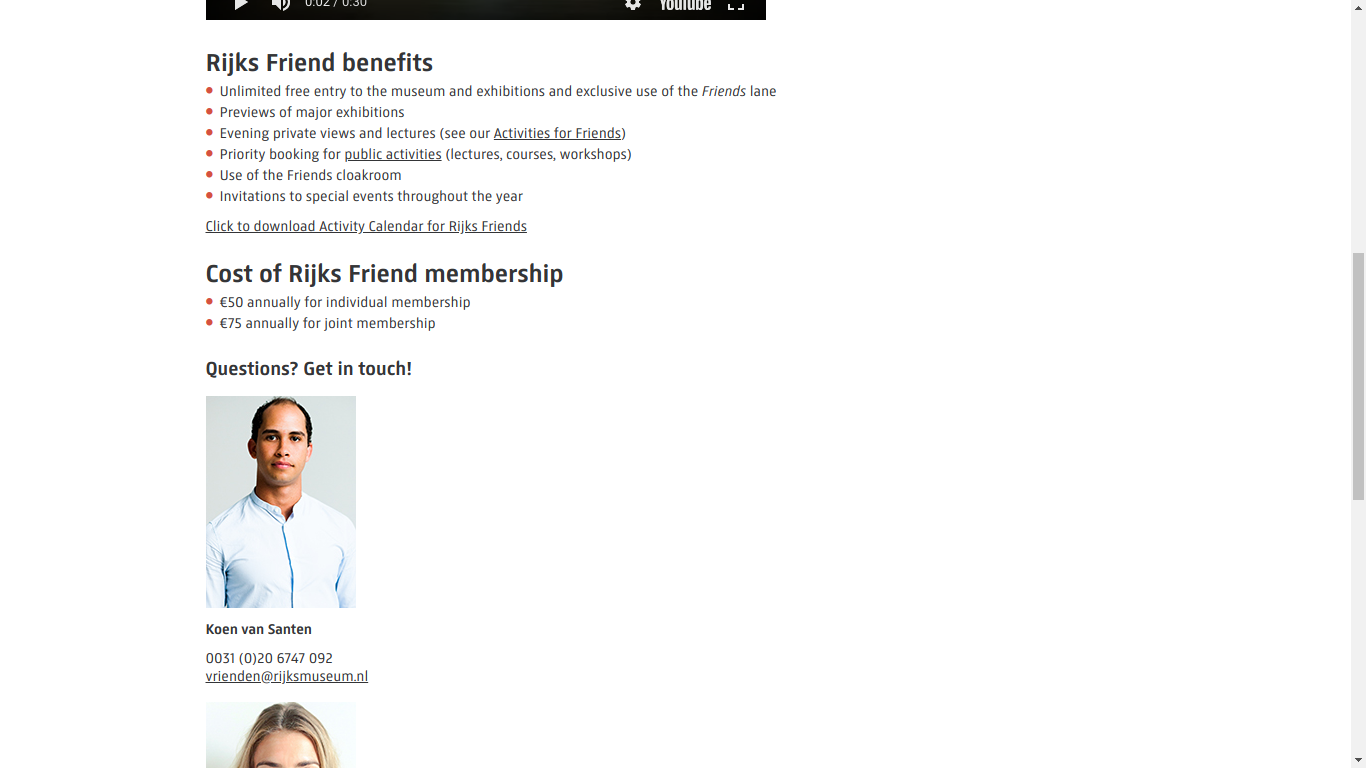 0:02 / 0:30
YouTube
Rijks Friend benefits
Unlimited free entry to the museum and exhibitions and exclusive use of the Friends lane
Previews of major exhibitions
Evening private views and lectures (see our Activities for Friends)
Priority booking for public activities (lectures, courses, workshops)
Use of the Friends cloakroom
Invitations to special events throughout the year
Click to download Activity Calendar for Rijks Friends
Cost of Rijks Friend membership
€50 annually for individual membership
€75 annually for joint membership
Questions? Get in touch!
Koen van Santen
0031 (0)20 6747 092
vrienden@rijksmuseum.nl